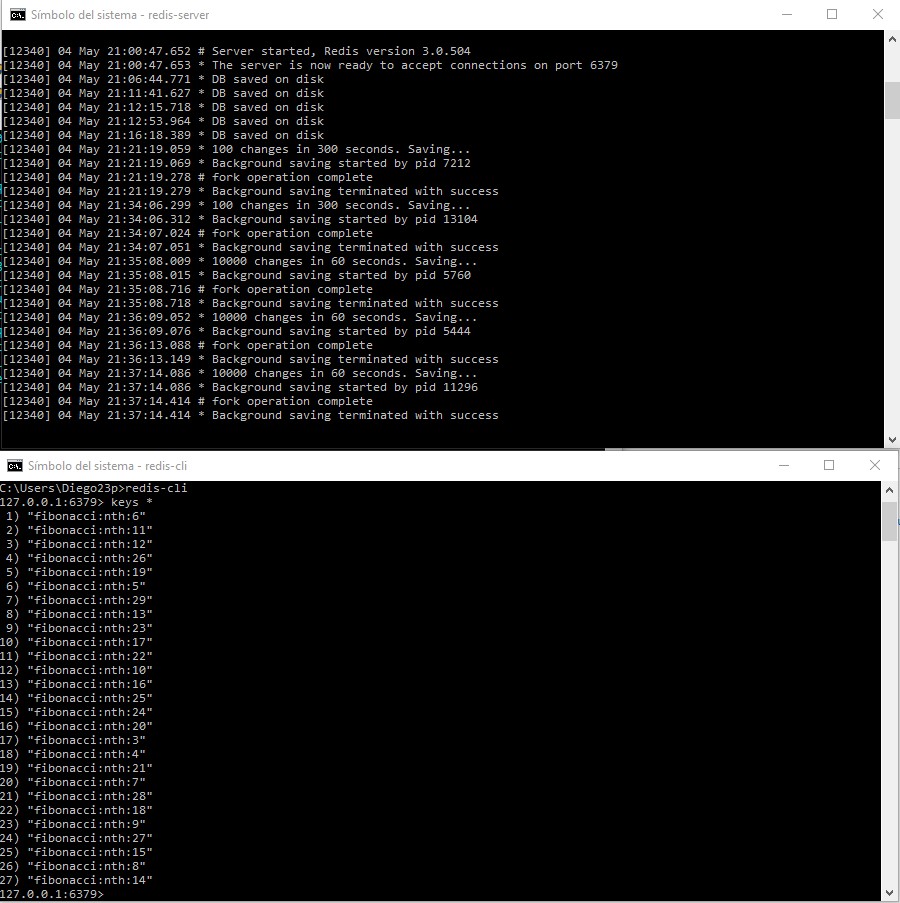 Símbolo del sistema - redis-server
[12340] 04 May 21:00:47.652 # Server started, Redis version 3.0.504
[12340] 04 May 21:00:47.653 * The server is now ready to accept connections on port 6379
[12340] 04 May 21:06:44.771 * DB saved on disk
[12340] 04 May 21:11:41.627 * DB saved on disk
[12340] 04 May 21:12:15.718 * DB saved on disk
[12340] 04 May 21:12:53.964 * DB saved on disk
[12340] 04 May 21:16:18.389 * DB saved on disk
[12340] 04 May 21:21:19.059 * 100 changes in 300 seconds. Saving...
[12340] 04 May 21:21:19.069 * Background saving started by pid 7212
[12340] 04 May 21:21:19.278 # fork operation complete
[12340] 04 May 21:21:19.279 * Background saving terminated with success
[12340] 04 May 21:34:06.299 * 100 changes in 300 seconds. Saving...
[12340] 04 May 21:34:06.312 * Background saving started by pid 13104
[12340] 04 May 21:34:07.024 # fork operation complete
[12340] 04 May 21:34:07.051 * Background saving terminated with success
[12340] 04 May 21:35:08.009 * 10000 changes in 60 seconds. Saving...
[12340] 04 May 21:35:08.015 * Background saving started by pid 5760
[12340] 04 May 21:35:08.716 # fork operation complete
[12340] 04 May 21:35:08.718 * Background saving terminated with success
[12340] 04 May 21:36:09.052 * 10000 changes in 60 seconds. Saving...
[12340] 04 May 21:36:09.076 * Background saving started by pid 5444
[12340] 04 May 21:36:13.088 # fork operation complete
[12340] 04 May 21:36:13.149 * Background saving terminated with success
[12340] 04 May 21:37:14.086 * 10000 changes in 60 seconds. Saving...
[12340] 04 May 21:37:14.086 * Background saving started by pid 11296
[12340] 04 May 21:37:14.414 # fork operation complete
[12340] 04 May 21:37:14.414 * Background saving terminated with success
Símbolo del sistema - redis-cli
C:\Users\Diego23p>redis-cli
127.0.0.1:6379> keys *
1) "fibonacci:nth:6"
2) "fibonacci:nth:11"
3) "fibonacci:nth:12"
4) "fibonacci:nth:26"
5) "fibonacci:nth:19"
6) "fibonacci:nth:5"
7) "fibonacci:nth:29"
8) "fibonacci:nth:13"
9) "fibonacci:nth:23"
10) "fibonacci:nth:17"
11) "fibonacci:nth:22"
12) "fibonacci:nth:10"
13) "fibonacci:nth:16"
14) "fibonacci:nth:25"
15) "fibonacci:nth:24"
16) "fibonacci:nth:20"
17) "fibonacci:nth:3"
18) "fibonacci:nth:4"
19) "fibonacci:nth:21"
20) "fibonacci:nth:7"
21) "fibonacci:nth:28"
22) "fibonacci:nth:18"
23) "fibonacci:nth:9"
24) "fibonacci:nth:27"
25) "fibonacci:nth:15"
26) "fibonacci:nth:8"
27) "fibonacci:nth:14"
127.0.0.1:6379>